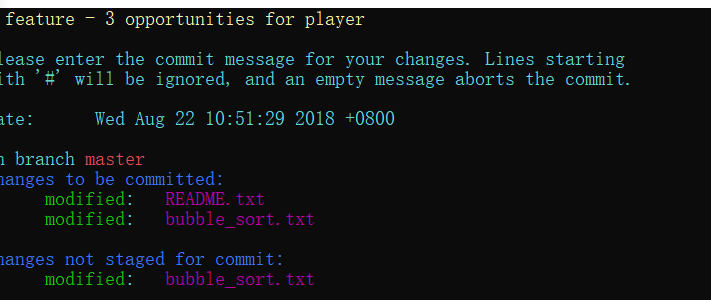 feature - 3 opportunities for player
lease enter the commit message for your changes. Lines starting
ith '#' will be ignored, and an empty message aborts the commit.
ate:      Wed Aug 22 10:51:29 2018 +0800
n branch master
hanges to be committed:
modified:   README.txt
modified:   bubble_sort.txt
hanges not staged for commit:
modified:   bubble_sort.txt